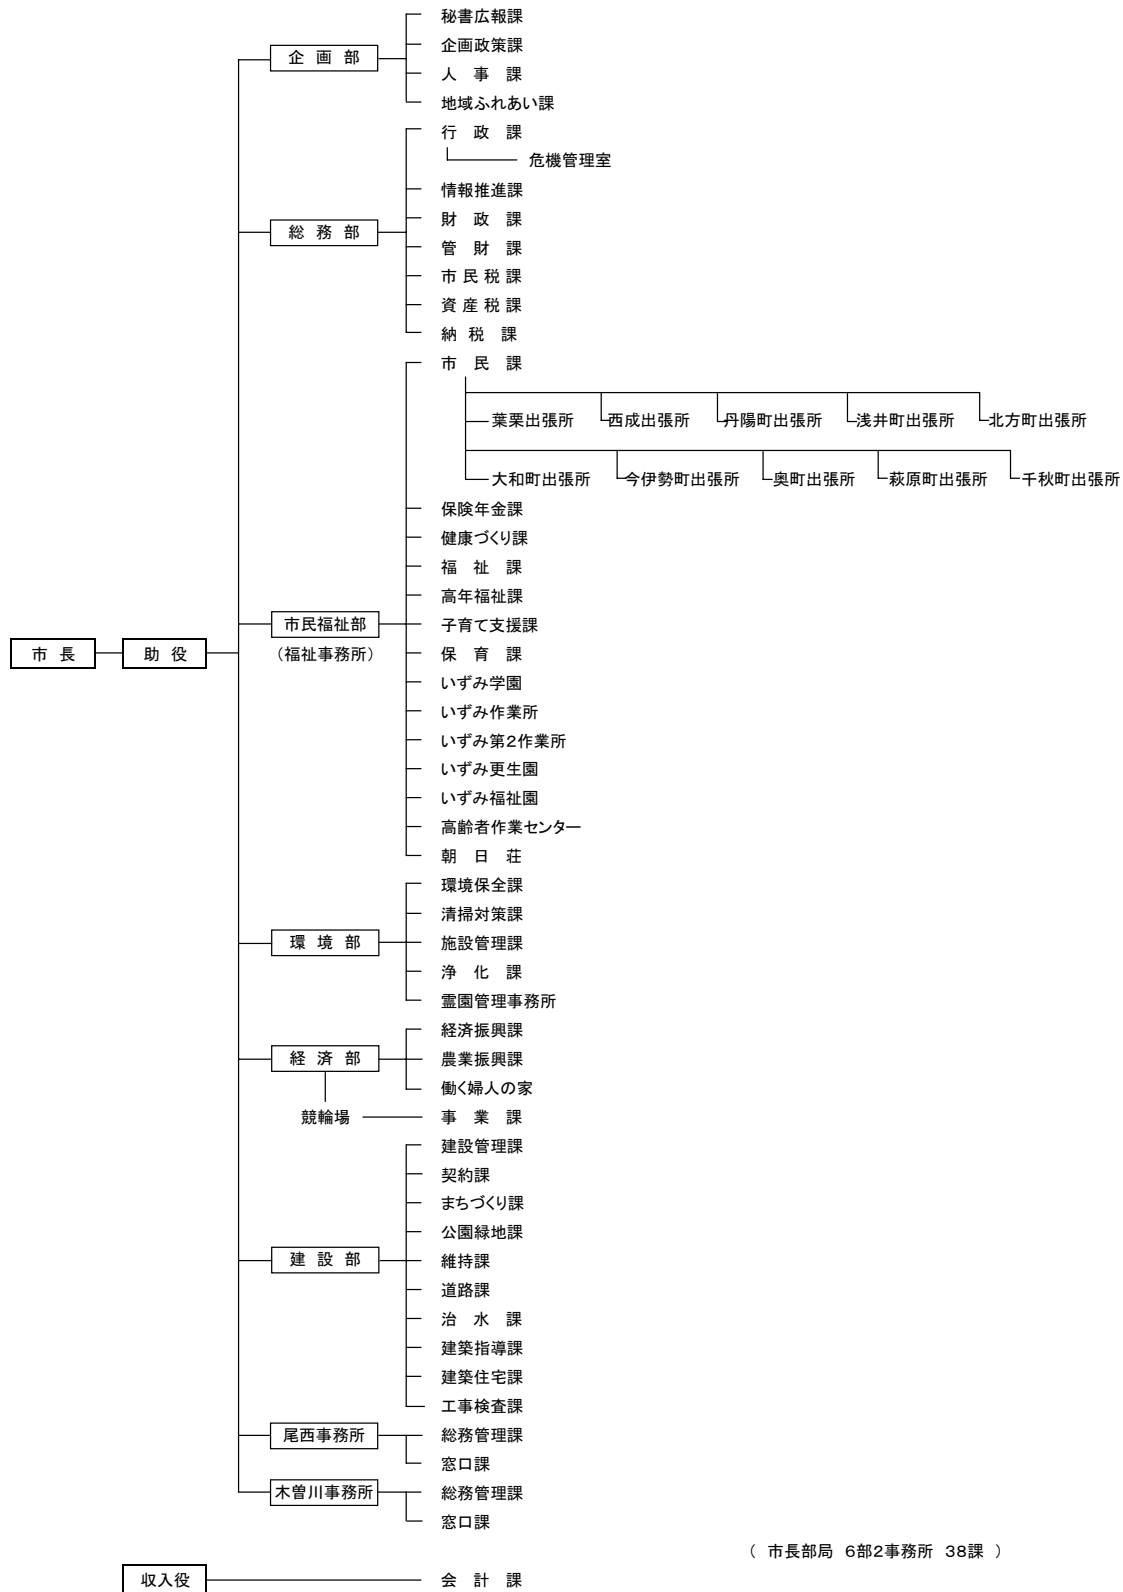 秘書広報課
企画政策課
企 画 部
人 事 課
地域ふれあい課
行 政 課
危機管理室
情報推進課
財 政 課
総 務 部
管 財 課
市 民 税 課
資 産 税 課
納 税 課
市 民 課
葉栗出張所 西成出張所 丹陽町出張所 浅井町出張所 北方町出張所
大和町出張所 今伊勢町出張所 奥町出張所 萩原町出張所 千秋町出張所
保険年金課
健康づくり課
福 祉 課
高年福祉課
市民福祉部 子育て支援課
市 長 助 役 (福祉事務所) 保 育 課
いずみ学園
いずみ作業所
いずみ第2作業所
いずみ更生園
いずみ福祉園
高齢者作業センター
朝 日 荘
環境保全課
清掃対策課
環 境 部 施設管理課
浄 化 課
霊園管理事務所
経済振興課
経 済 部 農業振興課
働く婦人の家
競輪場 事 業 課
建設管理課
契約課
まちづくり課
公園緑地課
建 設 部 維持課
道路課
治 水 課
建築指導課
建築住宅課
工事検査課
尾西事務所 総務管理課
窓口課
木曽川事務所 総務管理課
窓口課
( 市長部局 6部2事務所 38課 )
収入役 会 計 課